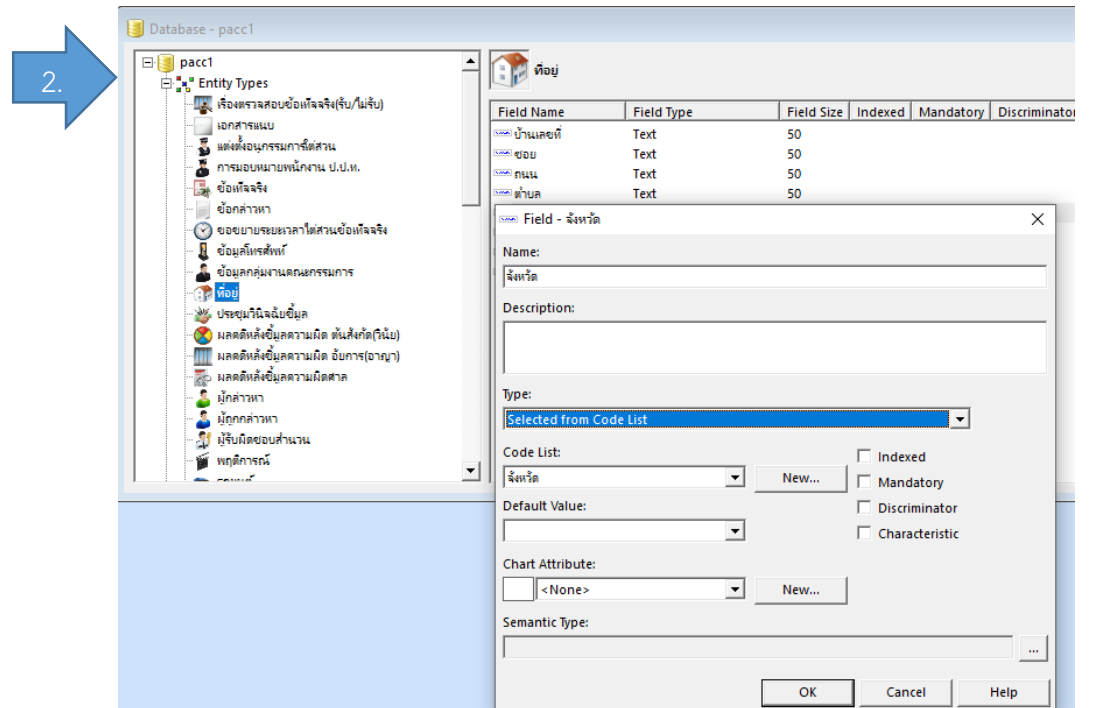 2.
Database - pacc1
pacc1
Entity Types
เรื่องตรวจสอบข้อเท็จจริง(รับ/ไม่รับ)
เอกสารแนบ
แต่งตั้งอนุกรรมการไต่สวน
การมอบหมายพนักงาน ป.ป.ท.
ข้อเท็จจริง
ข้อกล่าวหา
ขอขยายระยะเวลาไต่สวนข้อเท็จจริง
ข้อมูลโทรศัพท์
ข้อมูลกลุ่มงานคณะกรรมการ
ที่อยู่
ประชุมวินิจฉัยชี้มูล
ผลคดีหลังชี้มูลความผิด ต้นสังกัด(วินัย)
ผลคดีหลังชี้มูลความผิด อัยการ(อาญา)
ผลคดีหลังชี้มูลความผิดศาล
ผู้กล่าวหา
ผู้ถูกกล่าวหา
ผู้รับผิดชอบสำนวน
พฤติการณ์
ที่อยู่
Field Name Field Type Field Size Indexed Mandatory Discriminator
บ้านเลขที่ Text 50
ซอย Text 50
ถนน Text 50
ตำบล Text 50
Field - จังหวัด
Name:
จังหวัด
Description:
Type:
Selected from Code List
Code List:
จังหวัด
New...
Indexed
Mandatory
Default Value:
Discriminator
Characteristic
Chart Attribute:
<None>
New...
Semantic Type:
...
OK Cancel Help